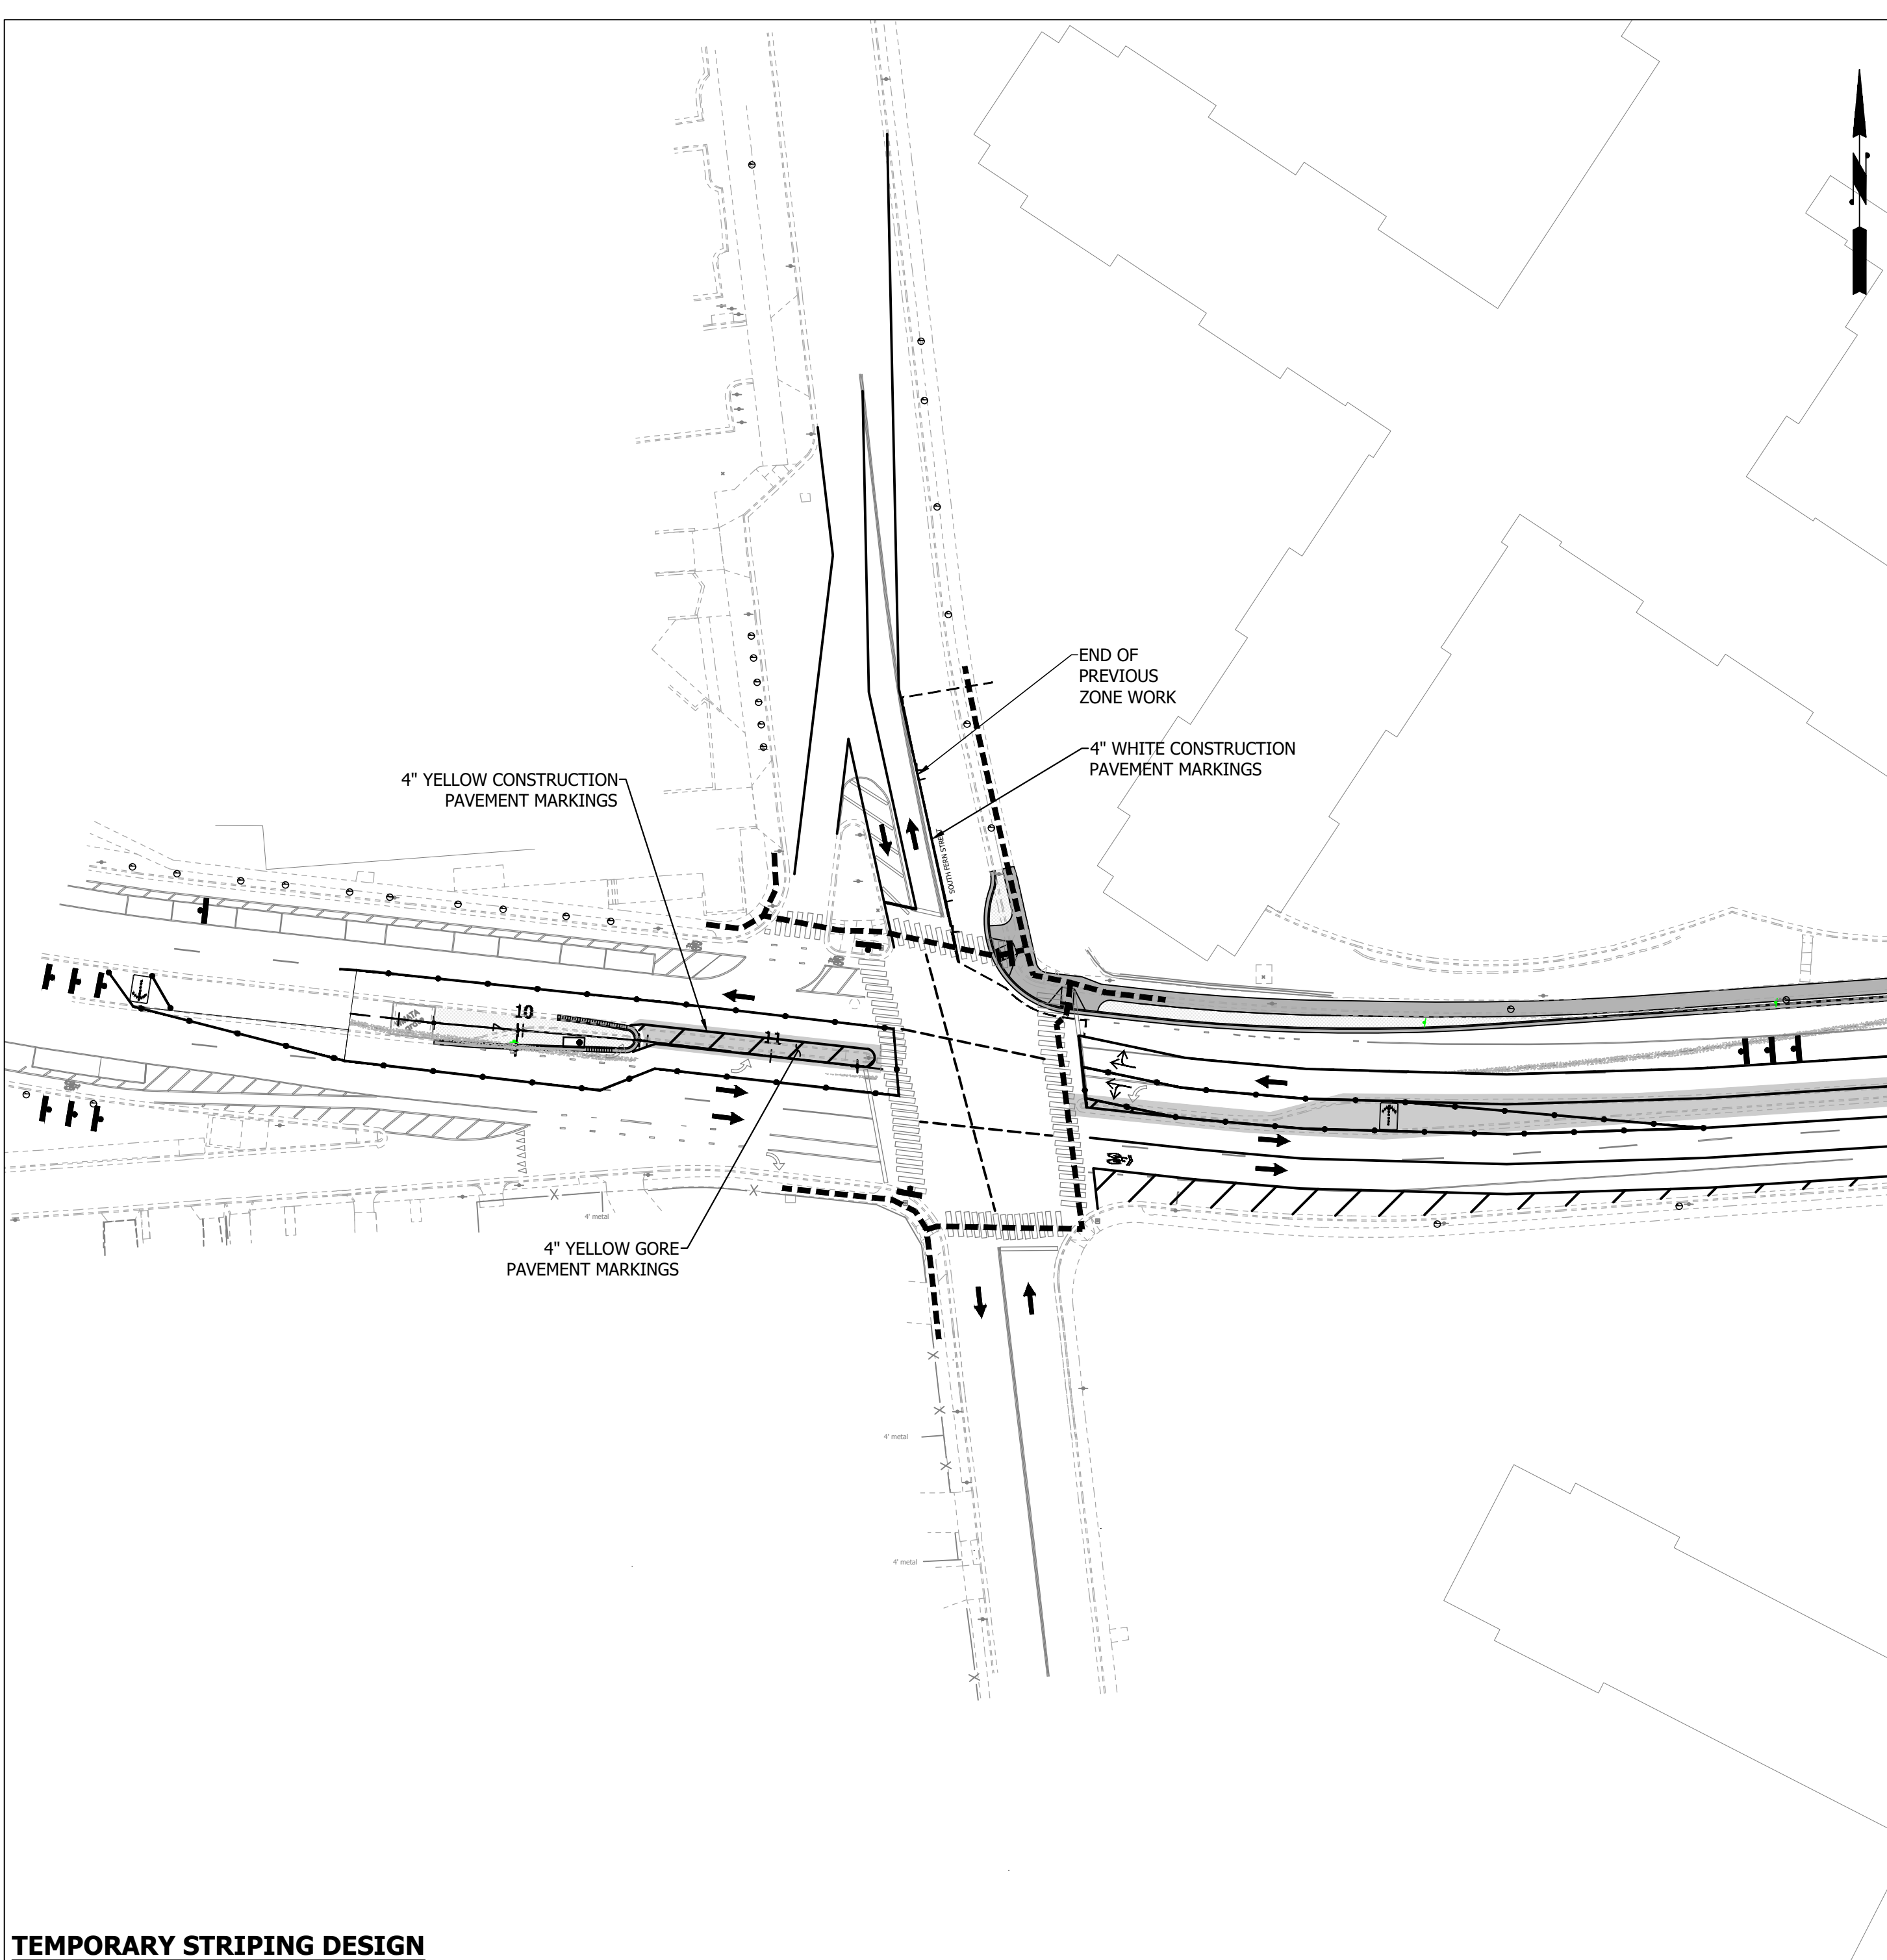 END OF
PREVIOUS
ZONE WORK
4" WHITE CONSTRUCTION
PAVEMENT MARKINGS
4" YELLOW CONSTRUCTION
PAVEMENT MARKINGS
SOUTH FERN STREET
10
11
4' metal
4" YELLOW GORE
PAVEMENT MARKINGS
4' metal
4' metal
TEMPORARY STRIPING DESIGN